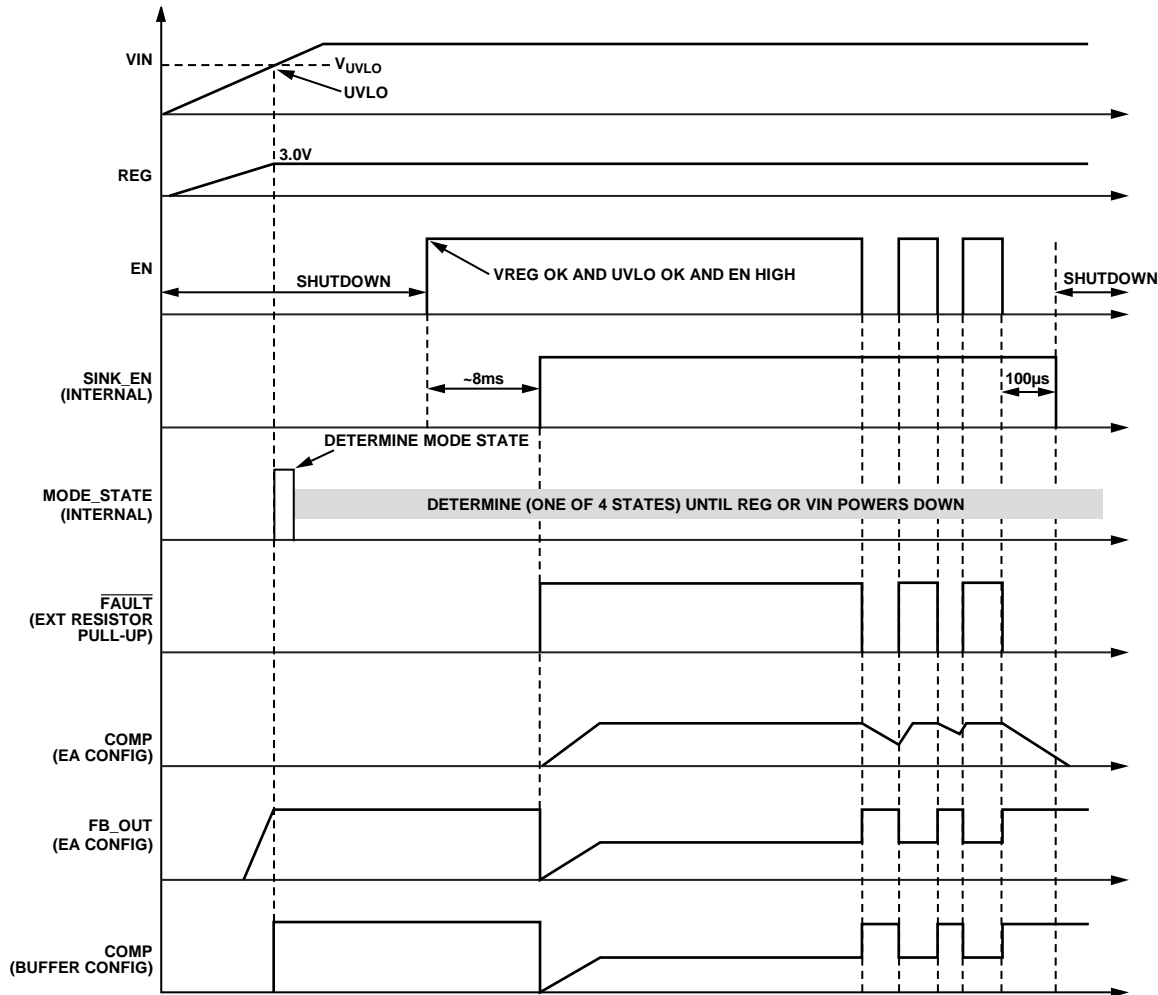 VIN
VUVLO
UVLO
3.0V
REG
EN
SHUTDOWN
VREG OK AND UVLO OK AND EN HIGH
SHUTDOWN
SINK_EN
(INTERNAL)
~8ms
100µs
DETERMINE MODE STATE
MODE_STATE
(INTERNAL)
DETERMINE (ONE OF 4 STATES) UNTIL REG OR VIN POWERS DOWN
FAULT
(EXT RESISTOR
PULL-UP)
COMP
(EA CONFIG)
FB_OUT
(EA CONFIG)
COMP
(BUFFER CONFIG)